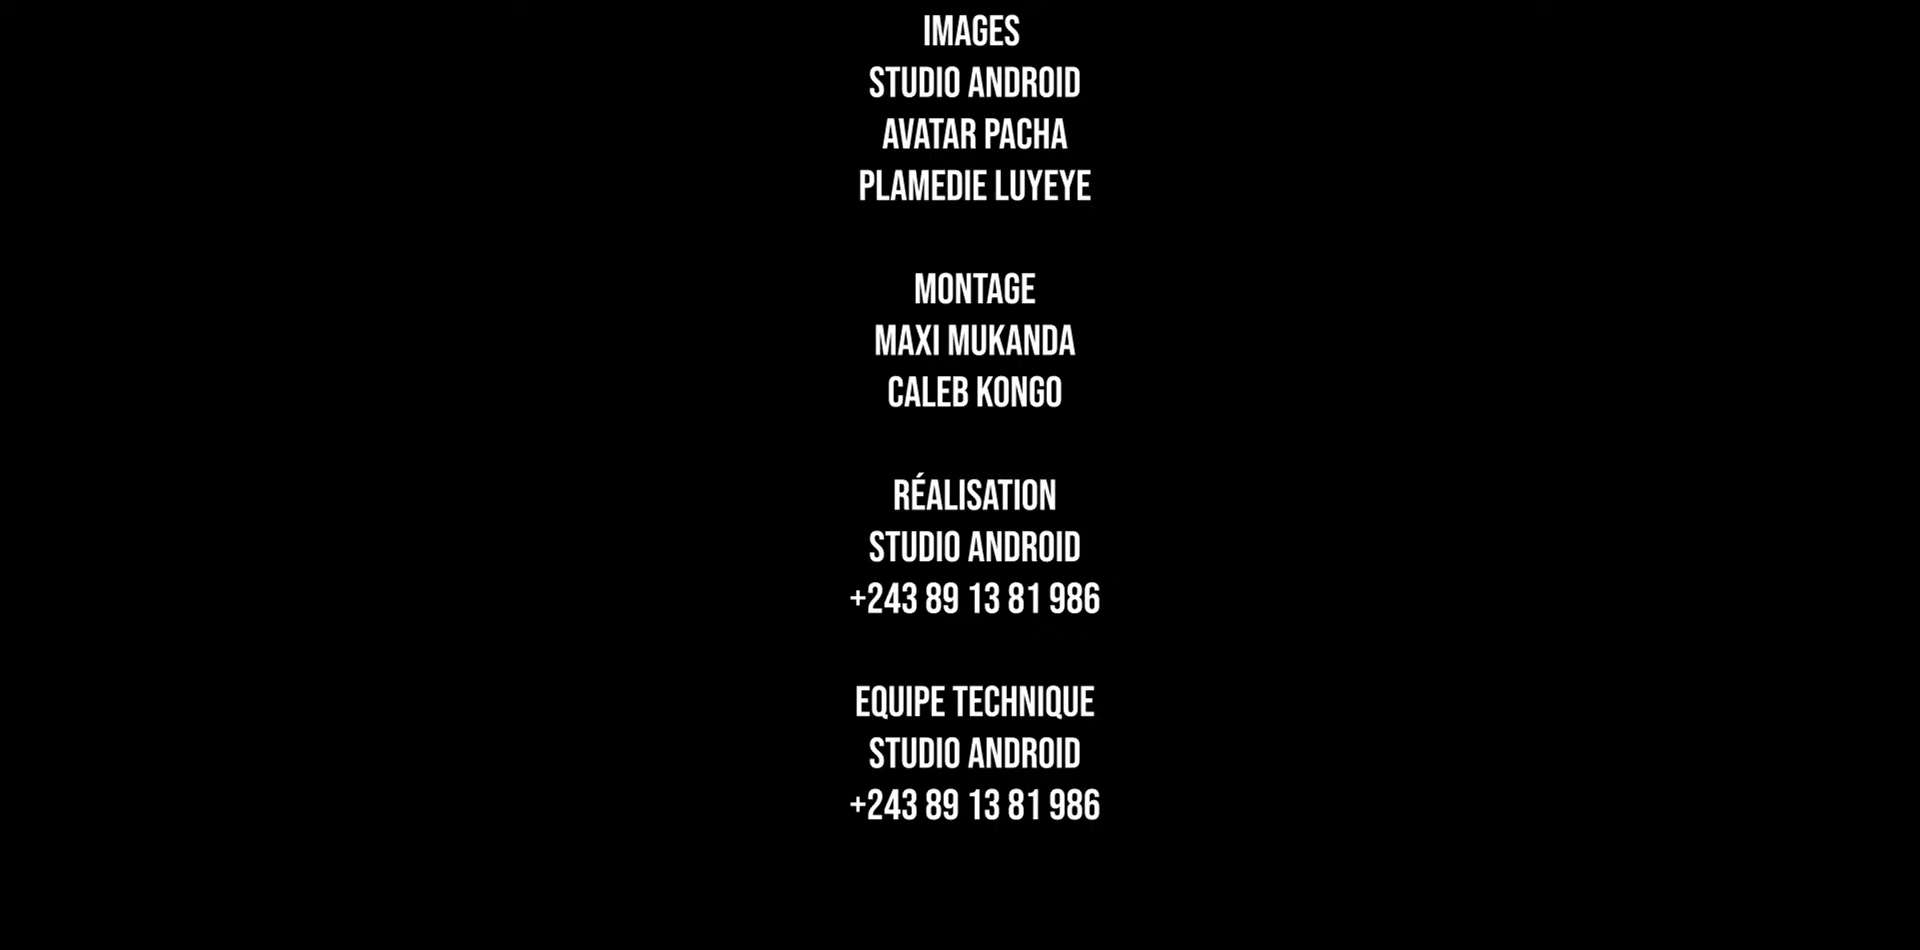 IMAGES
STUDIO ANDROID
AVATAR PACHA
PLAMEDIE LUYEYE
MONTAGE
MAXI MUKANDA
CALEB KONGO
RÉALISATION
STUDIO ANDROID
+243 89 13 81 986
EQUIPE TECHNIQUE
STUDIO ANDROID
+243 89 13 81 986